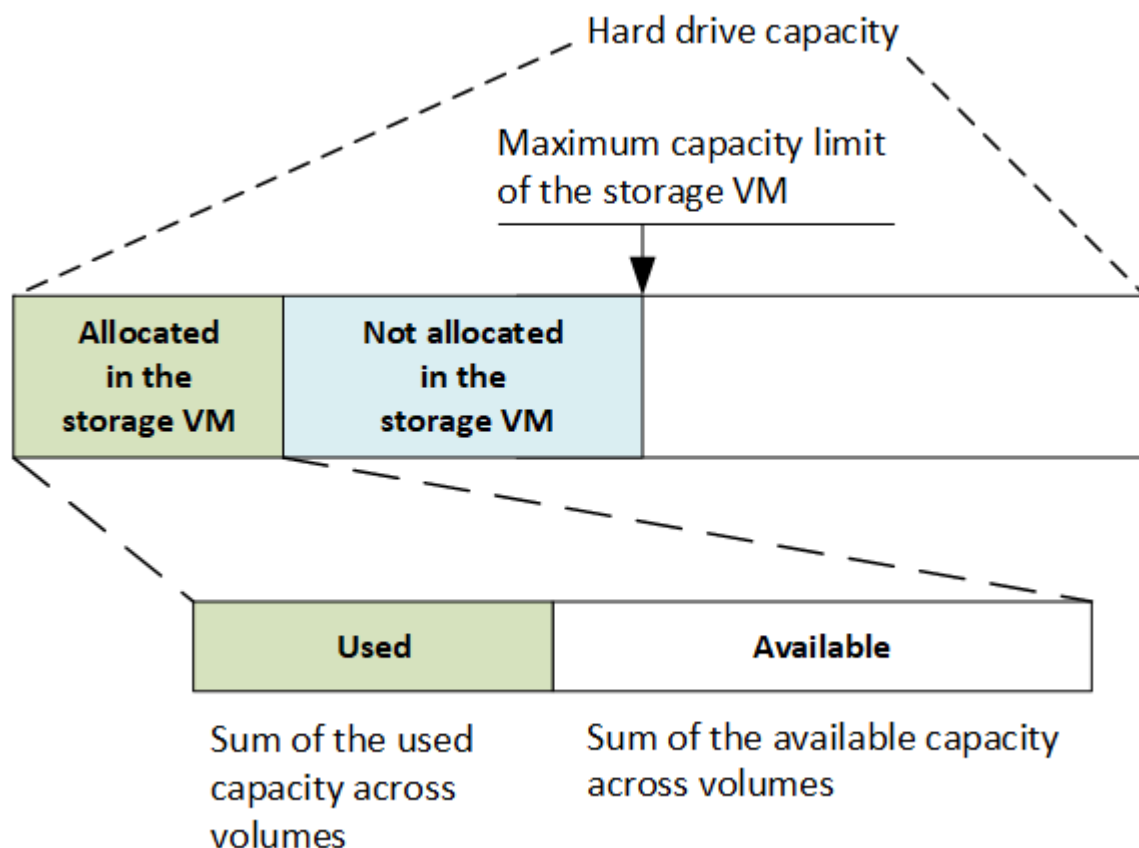 Hard drive capacity
Maximum capacity limit
of the storage VM
Allocated
in the
storage VM
Not allocated
in the
storage VM
Used
Available
Sum of the used
capacity across
volumes
Sum of the available capacity
across volumes